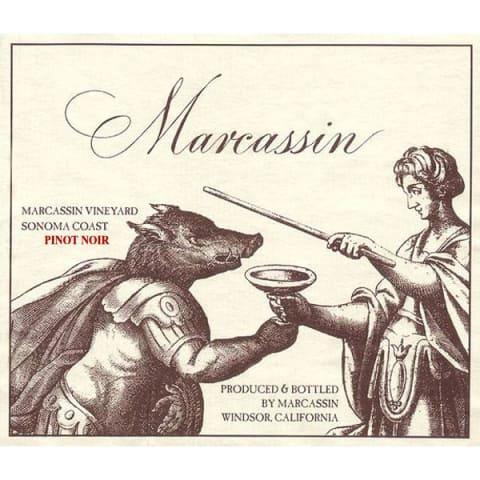 Marcassin
MARCASSIN VINEYARD
SONOMA COAST
PINOT NOIR
PRODUCED & BOTTLED
BY MARCASSIN
WINDSOR, CALIFORNIA